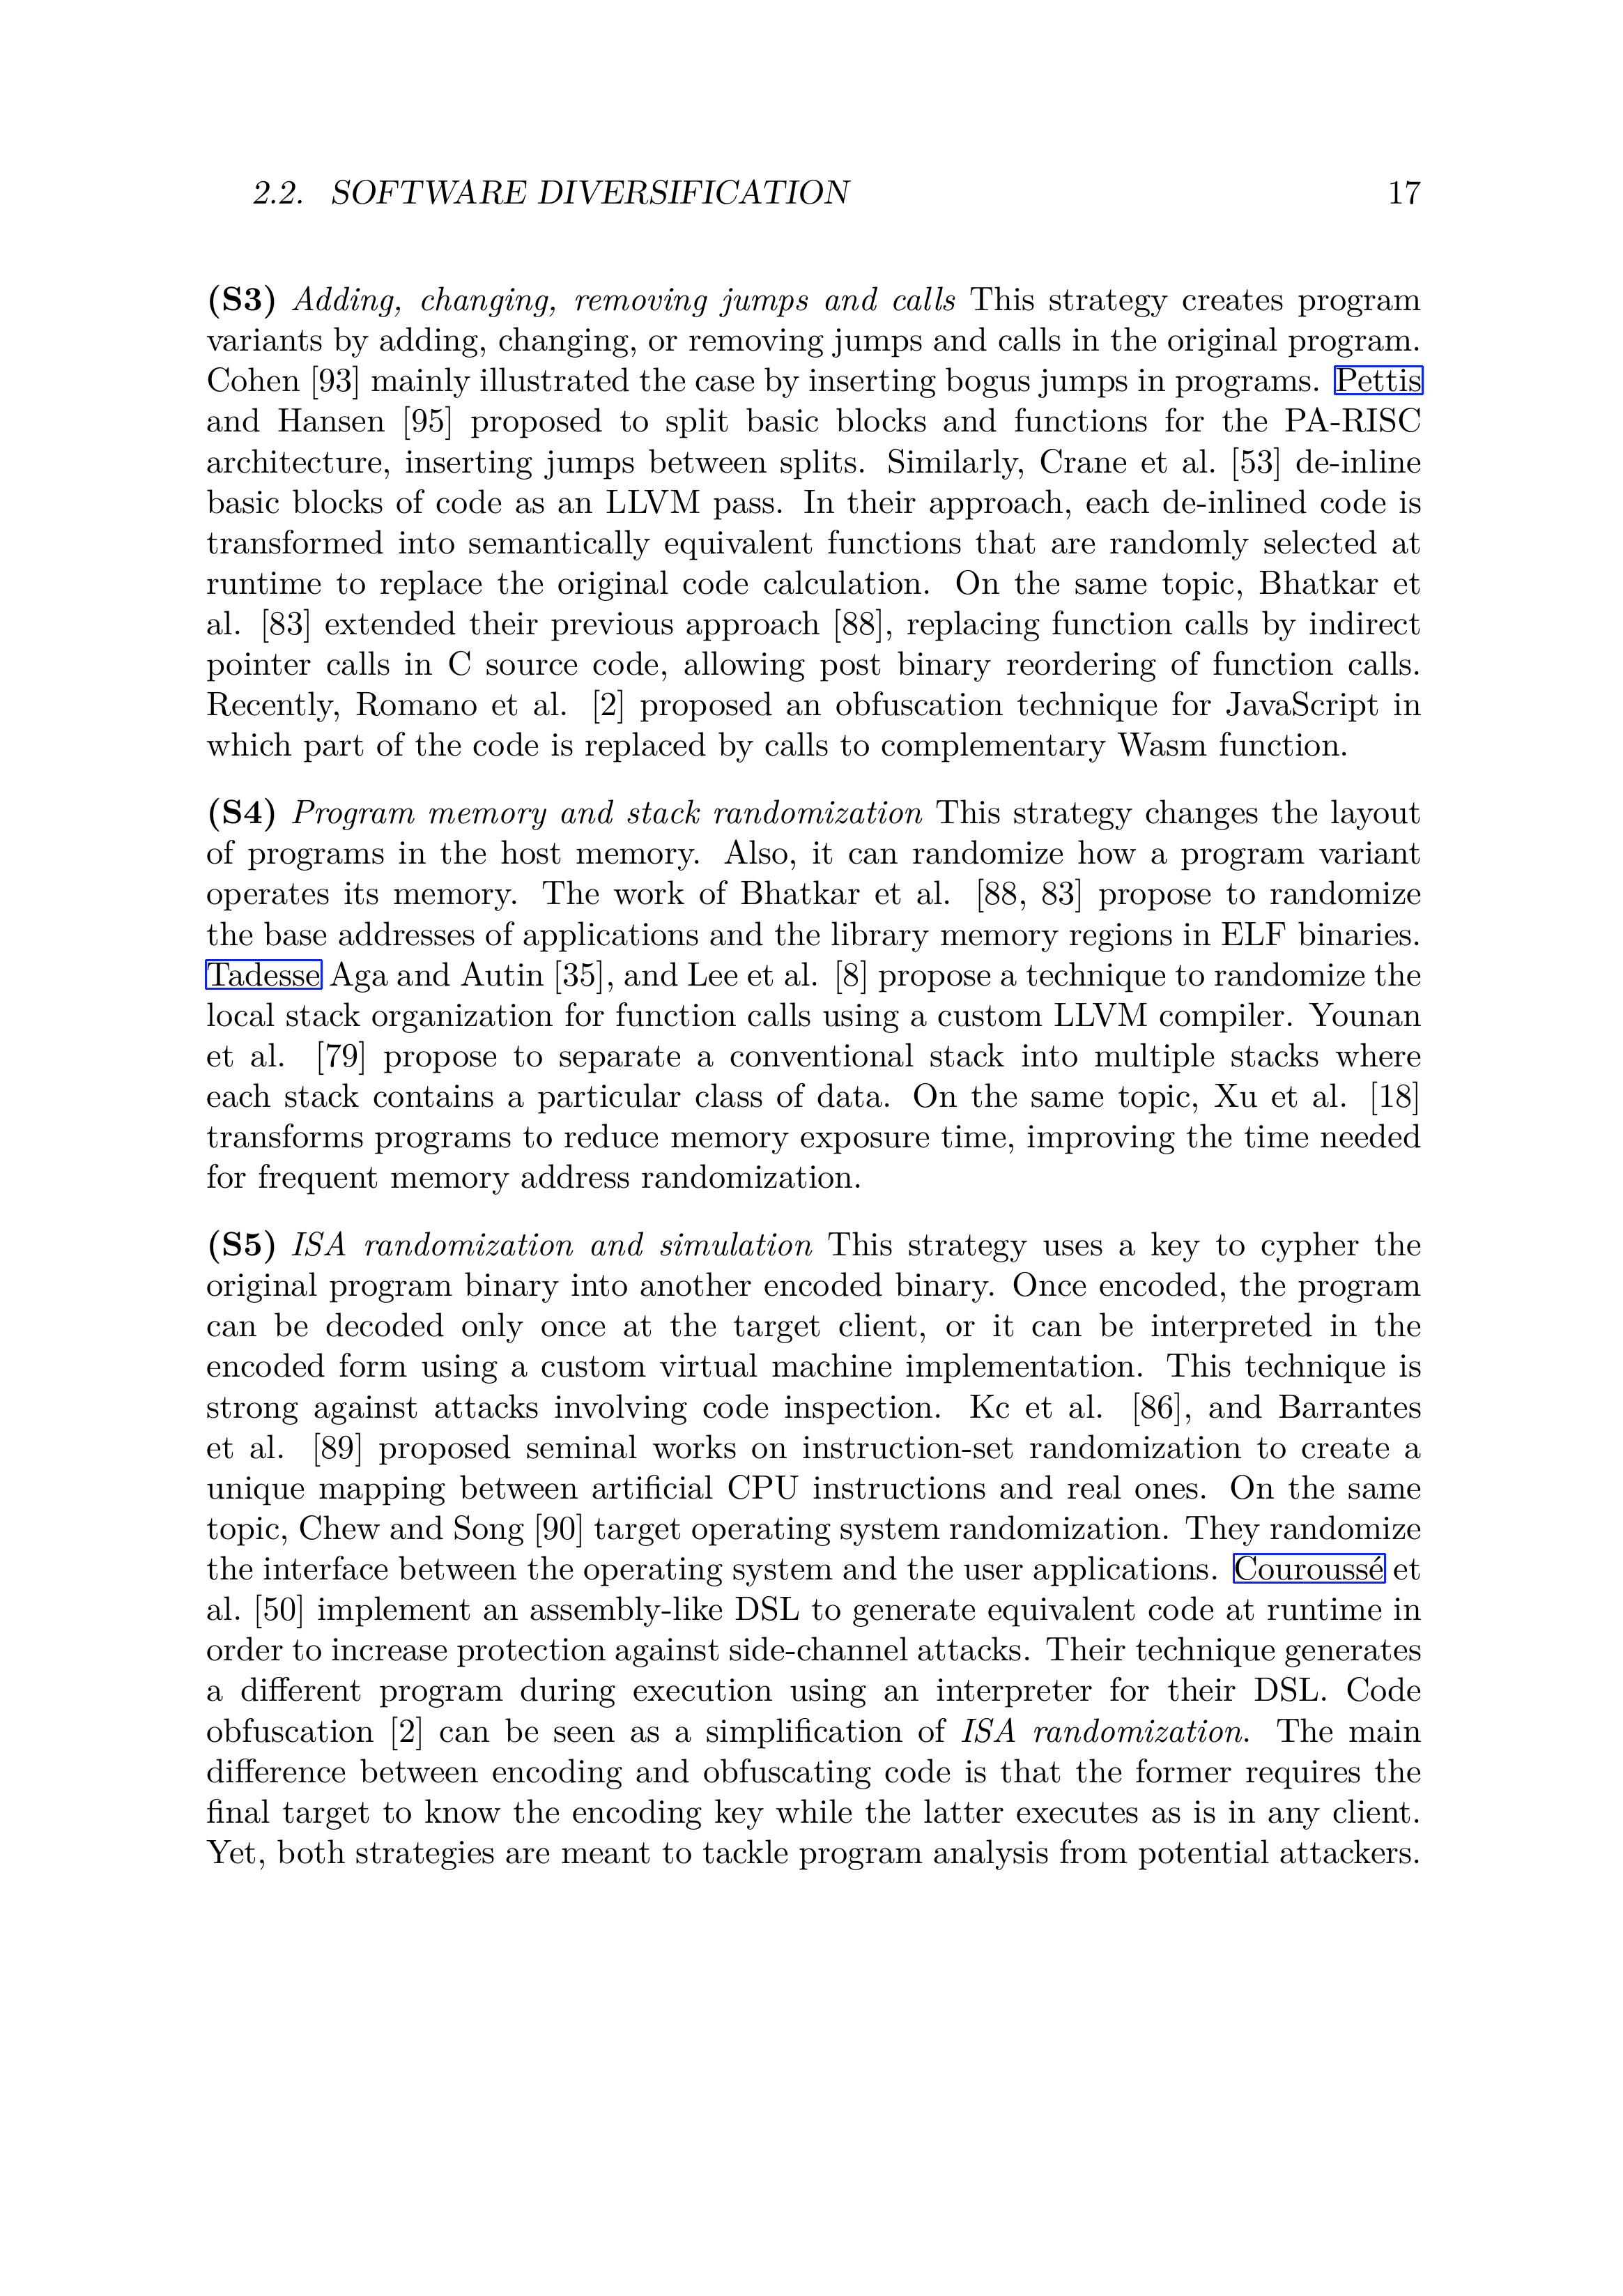 2.2. SOFTWARE DIVERSIFICATION 17
(S3) Adding, changing, removing jumps and calls This strategy creates program
variants by adding, changing, or removing jumps and calls in the original program.
Cohen [93] mainly illustrated the case by inserting bogus jumps in programs. Pettis
and Hansen [95] proposed to split basic blocks and functions for the PA-RISC
architecture, inserting jumps between splits. Similarly, Crane et al. [53] de-inline
basic blocks of code as an LLVM pass. In their approach, each de-inlined code is
transformed into semantically equivalent functions that are randomly selected at
runtime to replace the original code calculation. On the same topic, Bhatkar et
al. [83] extended their previous approach [88], replacing function calls by indirect
pointer calls in C source code, allowing post binary reordering of function calls.
Recently, Romano et al. [2] proposed an obfuscation technique for JavaScript in
which part of the code is replaced by calls to complementary Wasm function.
(S4) Program memory and stack randomization This strategy changes the layout
of programs in the host memory. Also, it can randomize how a program variant
operates its memory. The work of Bhatkar et al. [88, 83] propose to randomize
the base addresses of applications and the library memory regions in ELF binaries.
Tadesse Aga and Autin [35], and Lee et al. [8] propose a technique to randomize the
local stack organization for function calls using a custom LLVM compiler. Younan
et al. [79] propose to separate a conventional stack into multiple stacks where
each stack contains a particular class of data. On the same topic, Xu et al. [18]
transforms programs to reduce memory exposure time, improving the time needed
for frequent memory address randomization.
(S5) ISA randomization and simulation This strategy uses a key to cypher the
original program binary into another encoded binary. Once encoded, the program
can be decoded only once at the target client, or it can be interpreted in the
encoded form using a custom virtual machine implementation. This technique is
strong against attacks involving code inspection. Kc et al. [86], and Barrantes
et al. [89] proposed seminal works on instruction-set randomization to create a
unique mapping between artificial CPU instructions and real ones. On the same
topic, Chew and Song [90] target operating system randomization. They randomize
the interface between the operating system and the user applications. Couroussé et
al. [50] implement an assembly-like DSL to generate equivalent code at runtime in
order to increase protection against side-channel attacks. Their technique generates
a different program during execution using an interpreter for their DSL. Code
obfuscation [2] can be seen as a simplification of ISA randomization. The main
difference between encoding and obfuscating code is that the former requires the
final target to know the encoding key while the latter executes as is in any client.
Yet, both strategies are meant to tackle program analysis from potential attackers.